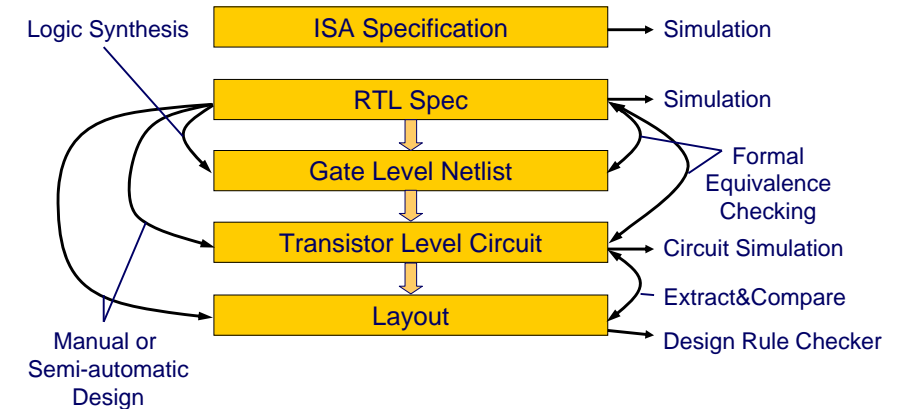 Logic Synthesis
ISA Specification
Simulation
RTL Spec
Simulation
Gate Level Netlist
Formal
Equivalence
Checking
Transistor Level Circuit
Circuit Simulation
Extract&Compare
Layout
Design Rule Checker
Manual or
Semi-automatic
Design